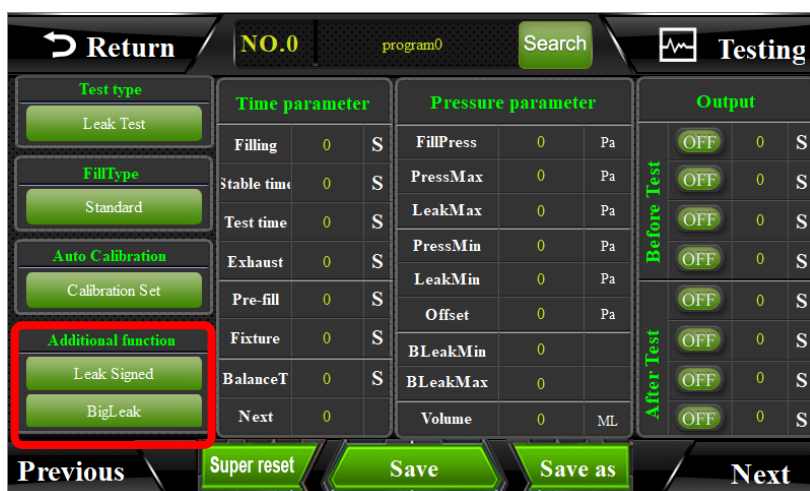 Return
NO.0
program0
Search
Testing
Test type
Leak Test
FillType
Standard
Auto Calibration
Calibration Set
Additional function
Leak Signed
BigLeak
Time parameter
Filling 0 S
Stable time 0 S
Test time 0 S
Exhaust 0 S
Pre-fill 0 S
Fixture 0 S
BalanceT 0 S
Next 0
Pressure parameter
FillPress 0 Pa
PressMax 0 Pa
LeakMax 0 Pa
PressMin 0 Pa
LeakMin 0 Pa
Offset 0 Pa
BLeakMin 0
BLeakMax 0
Volume 0 ML
Output
Before Test
OFF 0 S
OFF 0 S
OFF 0 S
OFF 0 S
After Test
OFF 0 S
OFF 0 S
OFF 0 S
OFF 0 S
Previous
Super reset
Save
Save as
Next